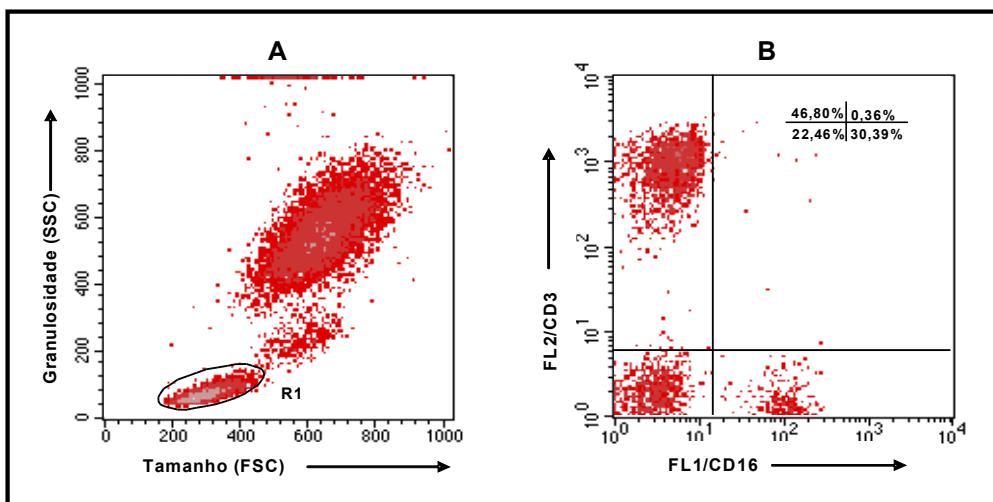 A
1000
800
600
400
200
0
Granulosidade (SSC)
R1
0 200 400 600 800 1000
Tamanho (FSC)
B
10^4
10^3
10^2
10^1
10^0
FL2/CD3
46,80% 0,36%
22,46% 30,39%
10^0 10^1 10^2 10^3 10^4
FL1/CD16